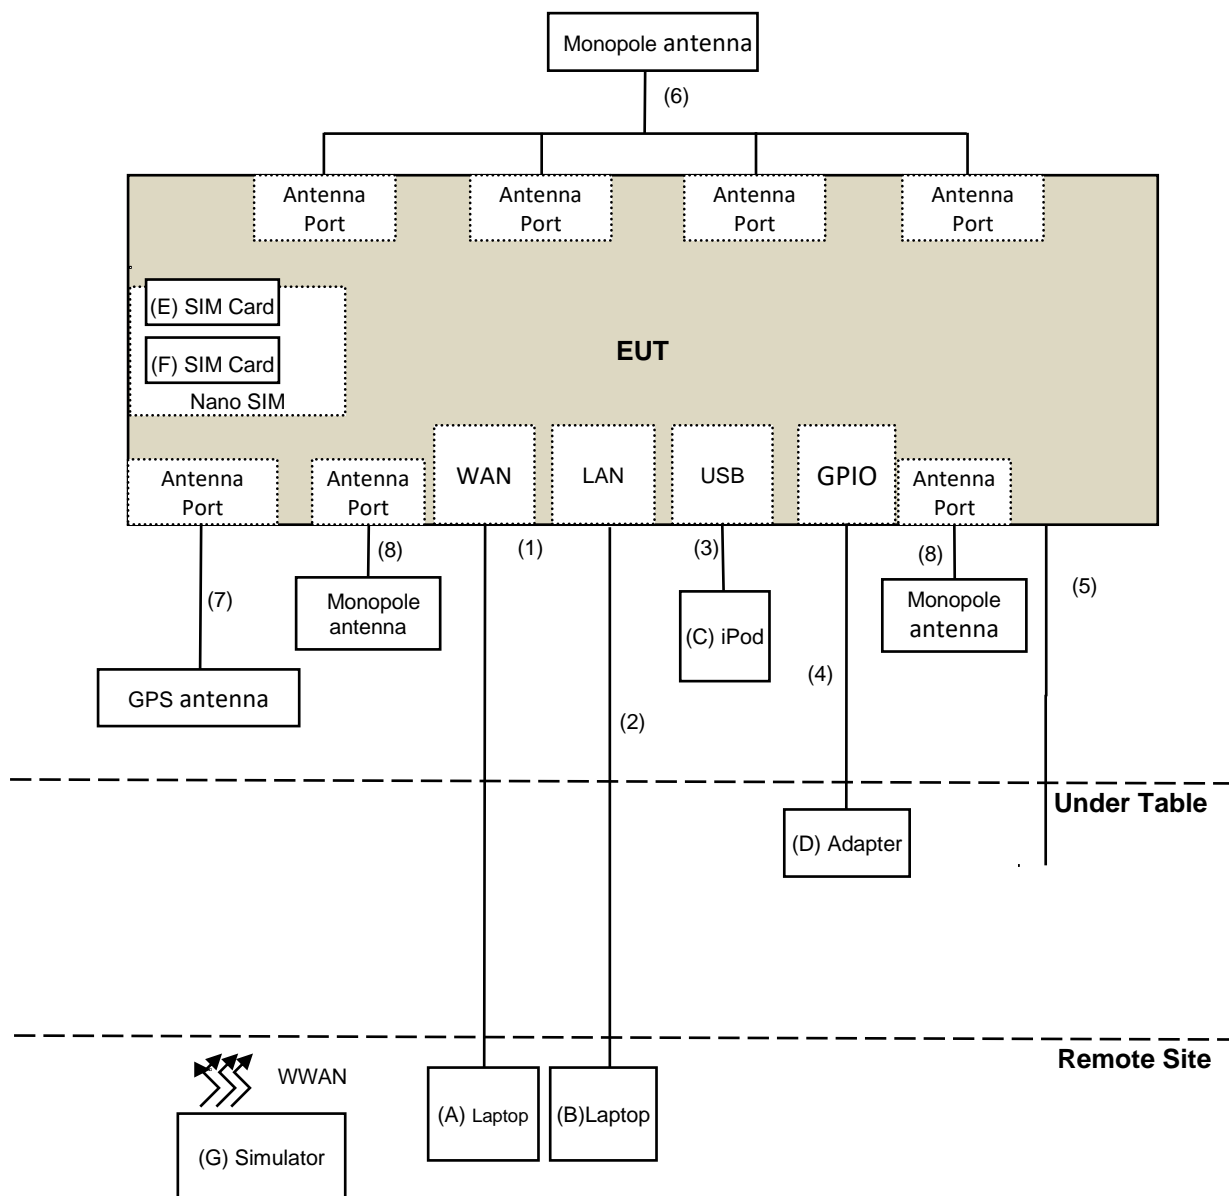 Monopole antenna
(6)
Antenna
Port
Antenna
Port
Antenna
Port
Antenna
Port
(E) SIM Card
(F) SIM Card
Nano SIM
EUT
Antenna
Port
Antenna
Port
WAN
LAN
USB
GPIO
Antenna
Port
(7)
(8)
(1)
(3)
(8)
(5)
Monopole
antenna
(C) iPod
Monopole
antenna
GPS antenna
(2)
(4)
Under Table
(D) Adapter
Remote Site
WWAN
(G) Simulator
(A) Laptop
(B)Laptop